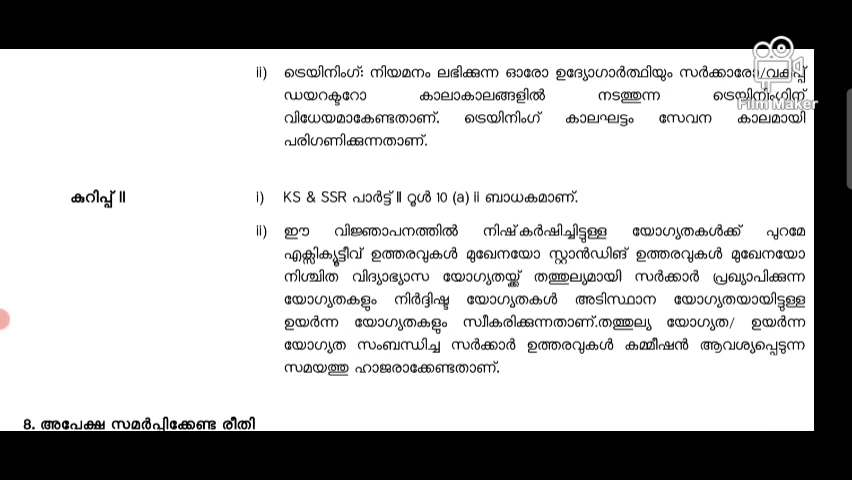 ii) ട്രെയിനിംഗ്: നിയമനം ലഭിക്കുന്ന ഓരോ ഉദ്യോഗാർത്ഥിയും സർക്കാരോ/വകുപ്പ്
ഡയറക്ടറോ കാലാകാലങ്ങളിൽ നടത്തുന്ന ട്രെയിനിംഗിന്
Film Maker
വിധേയമാകേണ്ടതാണ്. ട്രെയിനിംഗ് കാലഘട്ടം സേവന കാലമായി
പരിഗണിക്കുന്നതാണ്.
കുറിപ്പ് II i) KS & SSR പാർട്ട് II റൂൾ 10 (a) ii ബാധകമാണ്.
ii) ഈ വിജ്ഞാപനത്തിൽ നിഷ്കർഷിച്ചിട്ടുള്ള യോഗ്യതകൾക്ക് പുറമേ
എക്സിക്യൂട്ടീവ് ഉത്തരവുകൾ മുഖേനയോ സ്റ്റാൻഡിങ് ഉത്തരവുകൾ മുഖേനയോ
നിശ്ചിത വിദ്യാഭ്യാസ യോഗ്യതയ്ക്ക് തത്തുല്യമായി സർക്കാർ പ്രഖ്യാപിക്കുന്ന
യോഗ്യതകളും നിർദ്ദിഷ്ട യോഗ്യതകൾ അടിസ്ഥാന യോഗ്യതയായിട്ടുള്ള
ഉയർന്ന യോഗ്യതകളും സ്വീകരിക്കുന്നതാണ്.തത്തുല്യ യോഗ്യത/ ഉയർന്ന
യോഗ്യത സംബന്ധിച്ച സർക്കാർ ഉത്തരവുകൾ കമ്മീഷൻ ആവശ്യപ്പെടുന്ന
സമയത്തു ഹാജരാക്കേണ്ടതാണ്.
8. അപേക്ഷ സമർപ്പിക്കേണ്ട രീതി